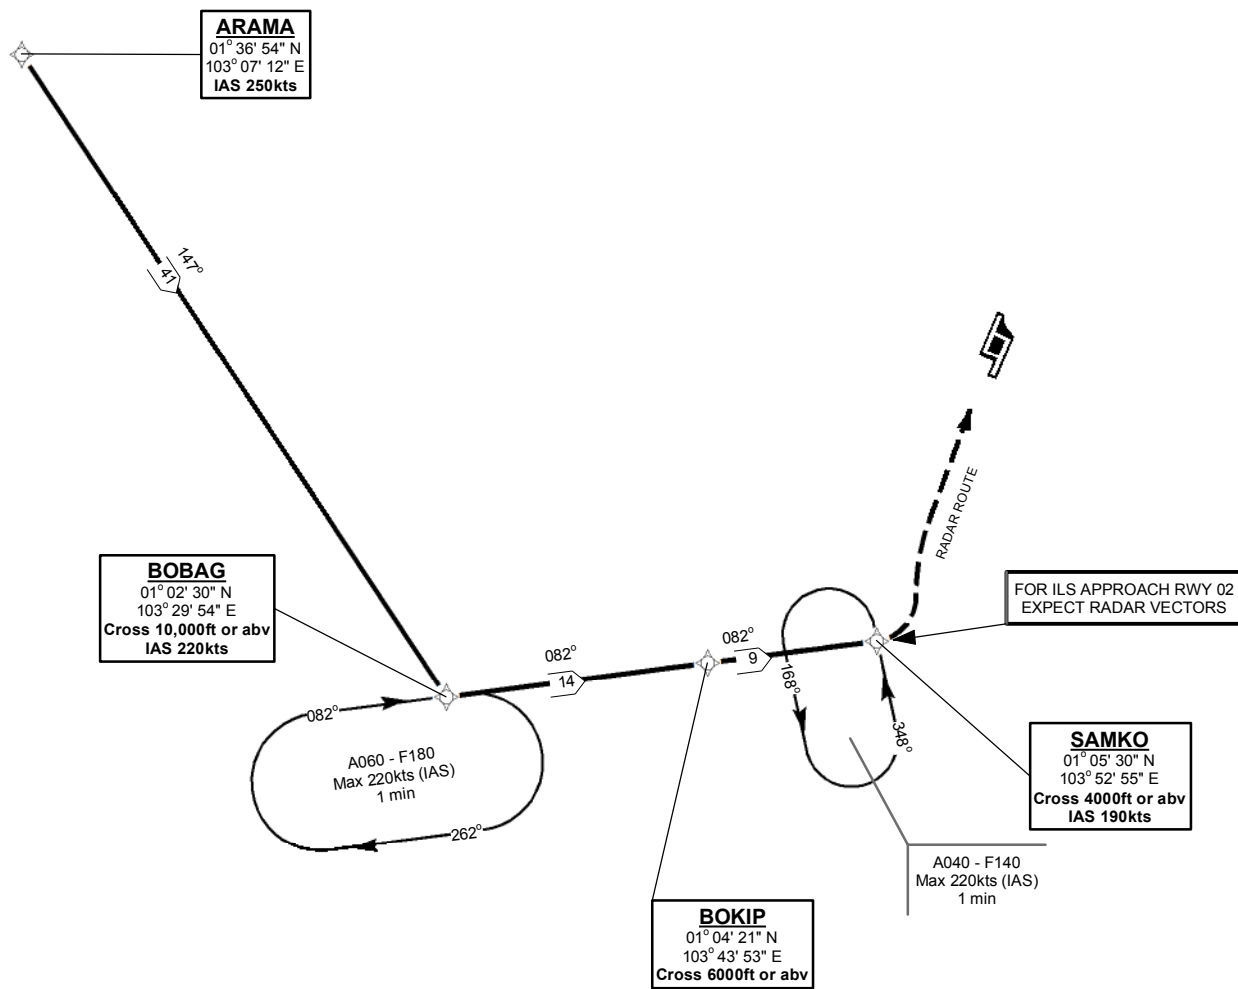 ARAMA
01° 36' 54" N
103° 07' 12" E
IAS 250kts
147°
41
RADAR ROUTE
BOBAG
01° 02' 30" N
103° 29' 54" E
Cross 10,000ft or abv
IAS 220kts
FOR ILS APPROACH RWY 02
EXPECT RADAR VECTORS
082°
14
082°
9
168°
348°
082°
A060 - F180
Max 220kts (IAS)
1 min
262°
SAMKO
01° 05' 30" N
103° 52' 55" E
Cross 4000ft or abv
IAS 190kts
A040 - F140
Max 220kts (IAS)
1 min
BOKIP
01° 04' 21" N
103° 43' 53" E
Cross 6000ft or abv